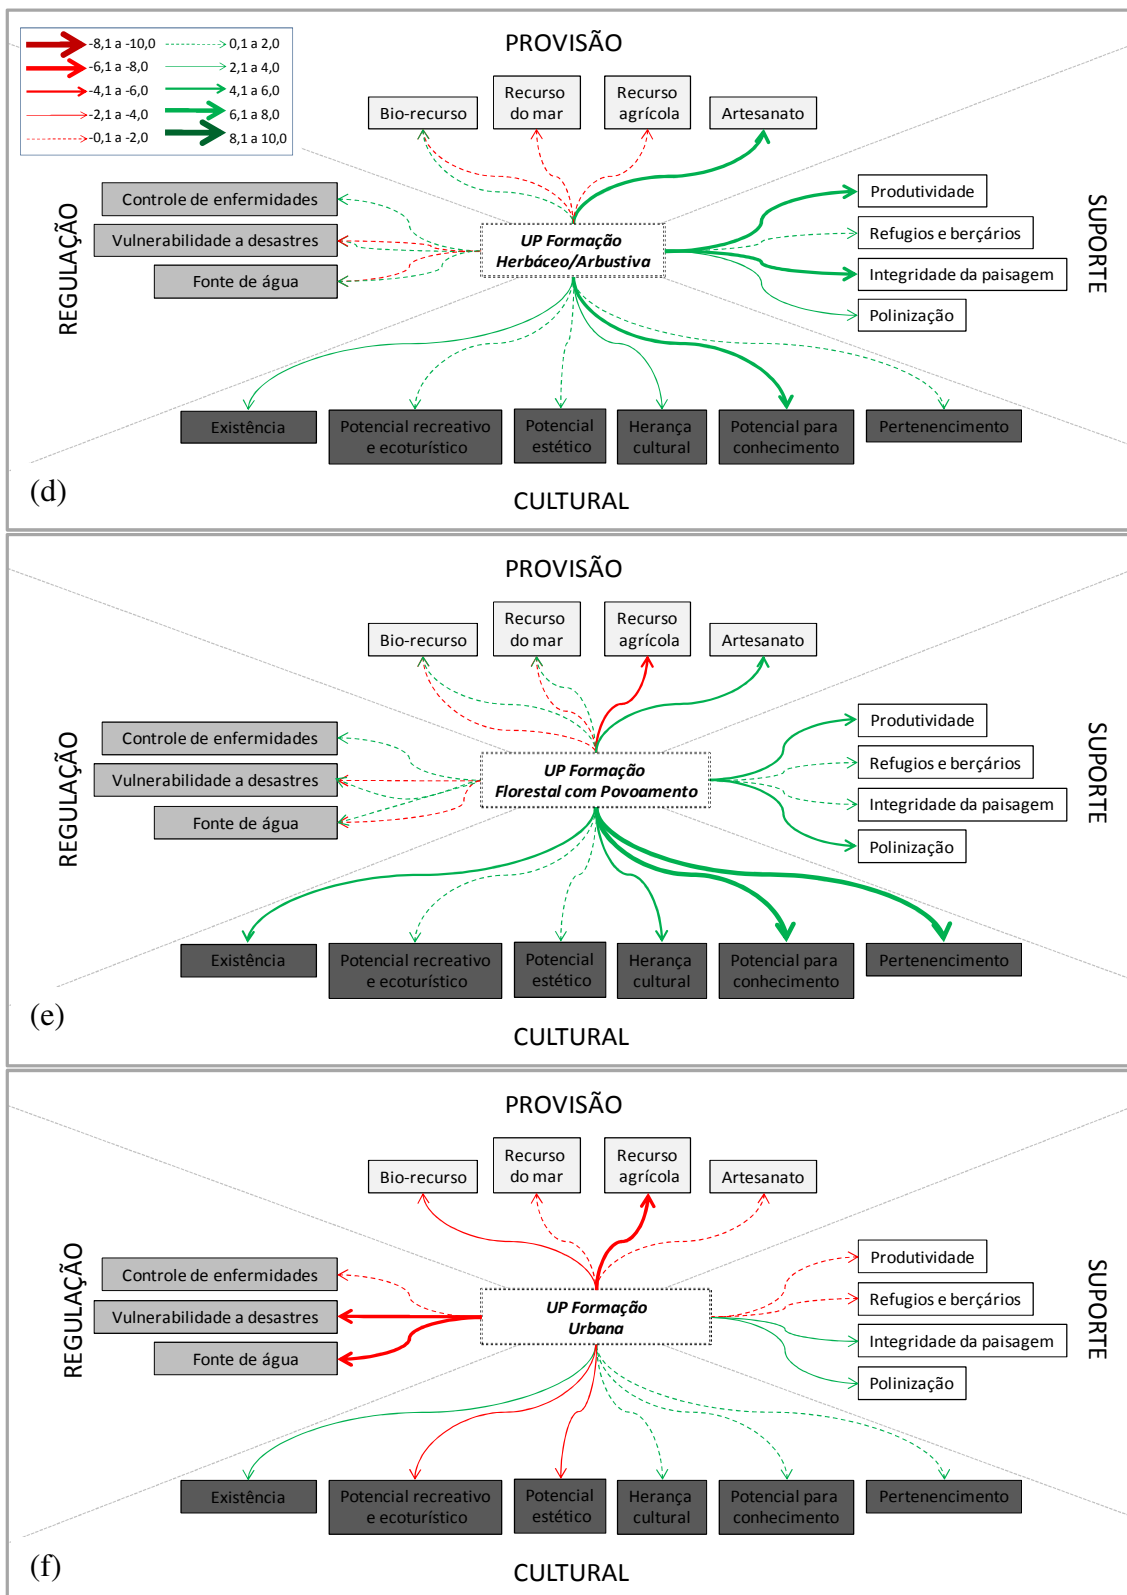 -8,1 a -10,0
-6,1 a -8,0
-4,1 a -6,0
-2,1 a -4,0
-0,1 a -2,0
0,1 a 2,0
2,1 a 4,0
4,1 a 6,0
6,1 a 8,0
8,1 a 10,0
PROVISÃO
Bio-recurso
Recurso
do mar
Recurso
agrícola
Artesanato
REGULAÇÃO
Controle de enfermidades
Vulnerabilidade a desastres
Fonte de água
UP Formação
Herbáceo/Arbustiva
Produtividade
Refugios e berçários
Integridade da paisagem
Polinização
SUPORTE
Existência
Potencial recreativo
e ecoturístico
Potencial
estético
Herança
cultural
Potencial para
conhecimento
Pertenencimento
CULTURAL
(d)
PROVISÃO
Bio-recurso
Recurso
do mar
Recurso
agrícola
Artesanato
REGULAÇÃO
Controle de enfermidades
Vulnerabilidade a desastres
Fonte de água
UP Formação
Florestal com Povoamento
Produtividade
Refugios e berçários
Integridade da paisagem
Polinização
SUPORTE
Existência
Potencial recreativo
e ecoturístico
Potencial
estético
Herança
cultural
Potencial para
conhecimento
Pertenencimento
CULTURAL
(e)
PROVISÃO
Bio-recurso
Recurso
do mar
Recurso
agrícola
Artesanato
REGULAÇÃO
Controle de enfermidades
Vulnerabilidade a desastres
Fonte de água
UP Formação
Urbana
Produtividade
Refugios e berçários
Integridade da paisagem
Polinização
SUPORTE
Existência
Potencial recreativo
e ecoturístico
Potencial
estético
Herança
cultural
Potencial para
conhecimento
Pertenencimento
CULTURAL
(f)